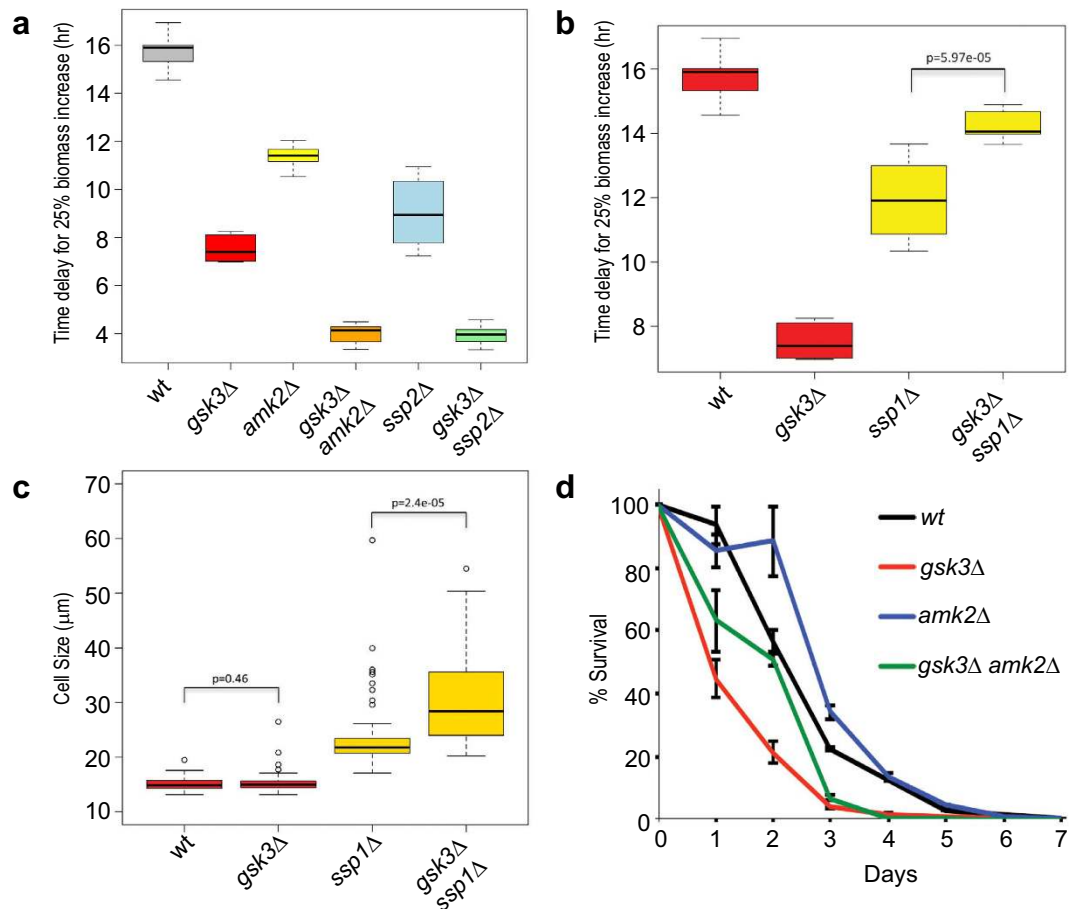 a
Time delay for 25% biomass increase (hr)
16
14
12
10
8
6
4
wt
gsk3Δ
amk2Δ
gsk3Δ
amk2Δ
ssp2Δ
gsk3Δ
ssp2Δ
b
Time delay for 25% biomass increase (hr)
16
14
12
10
8
p=5.97e-05
wt
gsk3Δ
ssp1Δ
gsk3Δ
ssp1Δ
c
Cell Size (μm)
70
60
50
40
30
20
10
p=0.46
p=2.4e-05
wt
gsk3Δ
ssp1Δ
gsk3Δ
ssp1Δ
d
% Survival
100
80
60
40
20
0
0 1 2 3 4 5 6 7
Days
wt
gsk3Δ
amk2Δ
gsk3Δ amk2Δ